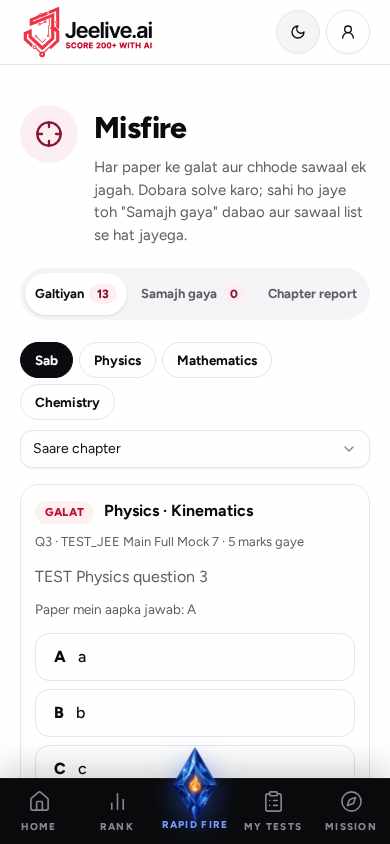 Jeelive.ai
SCORE 200+ WITH AI
Misfire
Har paper ke galat aur chhode sawaal ek
jagah. Dobara solve karo; sahi ho jaye
toh "Samajh gaya" dabao aur sawaal list
se hat jayega.
Galtiyan 13 Samajh gaya 0 Chapter report
Sab Physics Mathematics
Chemistry
Saare chapter
GALAT Physics · Kinematics
Q3 · TEST_JEE Main Full Mock 7 · 5 marks gaye
TEST Physics question 3
Paper mein aapka jawab: A
A a
B b
C c
HOME RANK RAPID FIRE MY TESTS MISSION